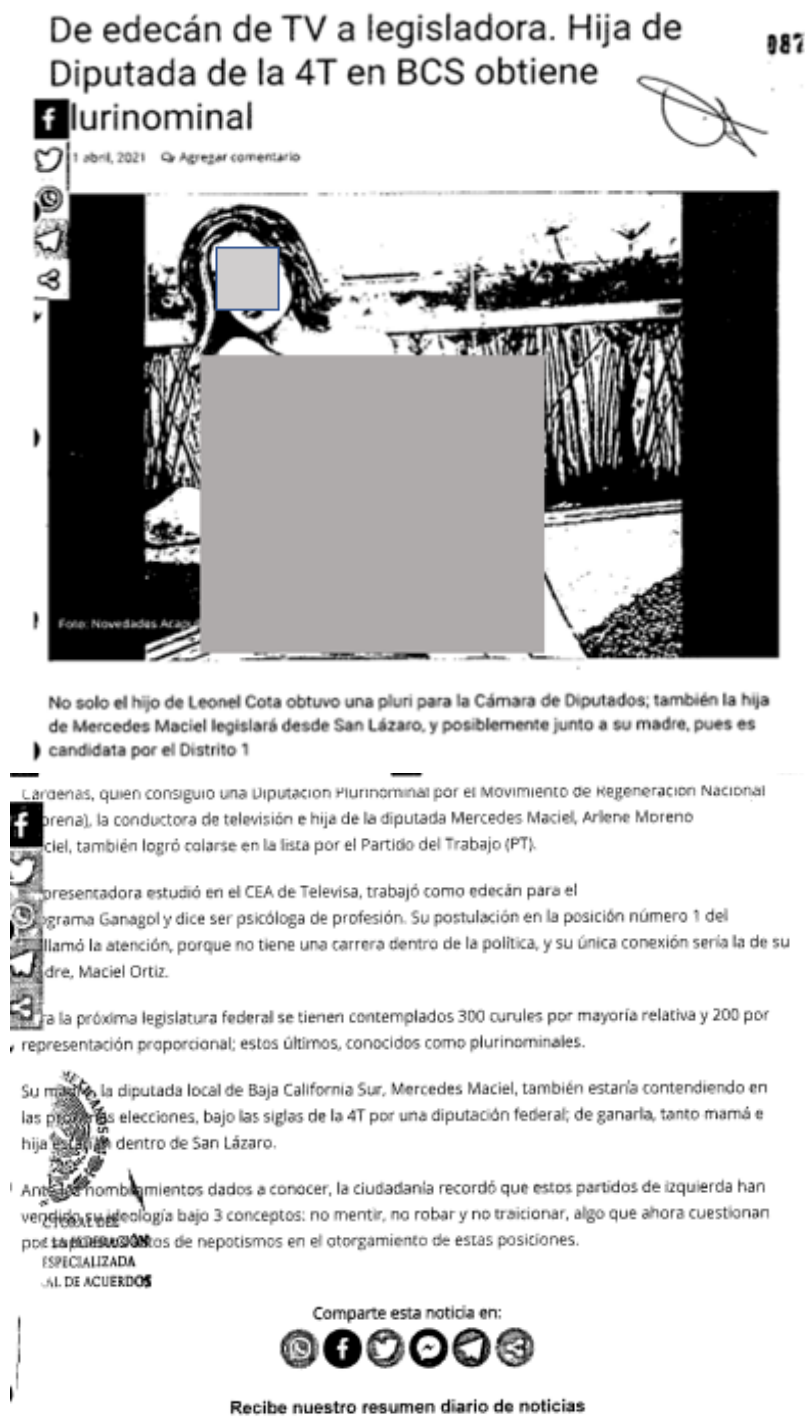 De edecán de TV a legisladora. Hija de
Diputada de la 4T en BCS obtiene
lurinominal
087
1 abril, 2021 Agregar comentario
Foto: Novedades Acapu
No solo el hijo de Leonel Cota obtuvo una pluri para la Cámara de Diputados; también la hija
de Mercedes Maciel legislará desde San Lázaro, y posiblemente junto a su madre, pues es
candidata por el Distrito 1
Cárdenas, quien consiguió una Diputación Plurinominal por el Movimiento de Regeneración Nacional
orena), la conductora de televisión e hija de la diputada Mercedes Maciel, Arlene Moreno
ciel, también logró colarse en la lista por el Partido del Trabajo (PT).
presentadora estudió en el CEA de Televisa, trabajó como edecán para el
ograma Ganagol y dice ser psicóloga de profesión. Su postulación en la posición número 1 del
llamó la atención, porque no tiene una carrera dentro de la política, y su única conexión sería la de su
dre, Maciel Ortiz.
ra la próxima legislatura federal se tienen contemplados 300 curules por mayoría relativa y 200 por
representación proporcional; estos últimos, conocidos como plurinominales.
Su la diputada local de Baja California Sur, Mercedes Maciel, también estaría contendiendo en
las elecciones, bajo las siglas de la 4T por una diputación federal; de ganarla, tanto mamá e
hija dentro de San Lázaro.
nombramientos dados a conocer, la ciudadanía recordó que estos partidos de izquierda han
vendido su ideología bajo 3 conceptos: no mentir, no robar y no traicionar, algo que ahora cuestionan
por de nepotismos en el otorgamiento de estas posiciones.
ESPECIALIZADA
AL DE ACUERDOS
Comparte esta noticia en:
Recibe nuestro resumen diario de noticias